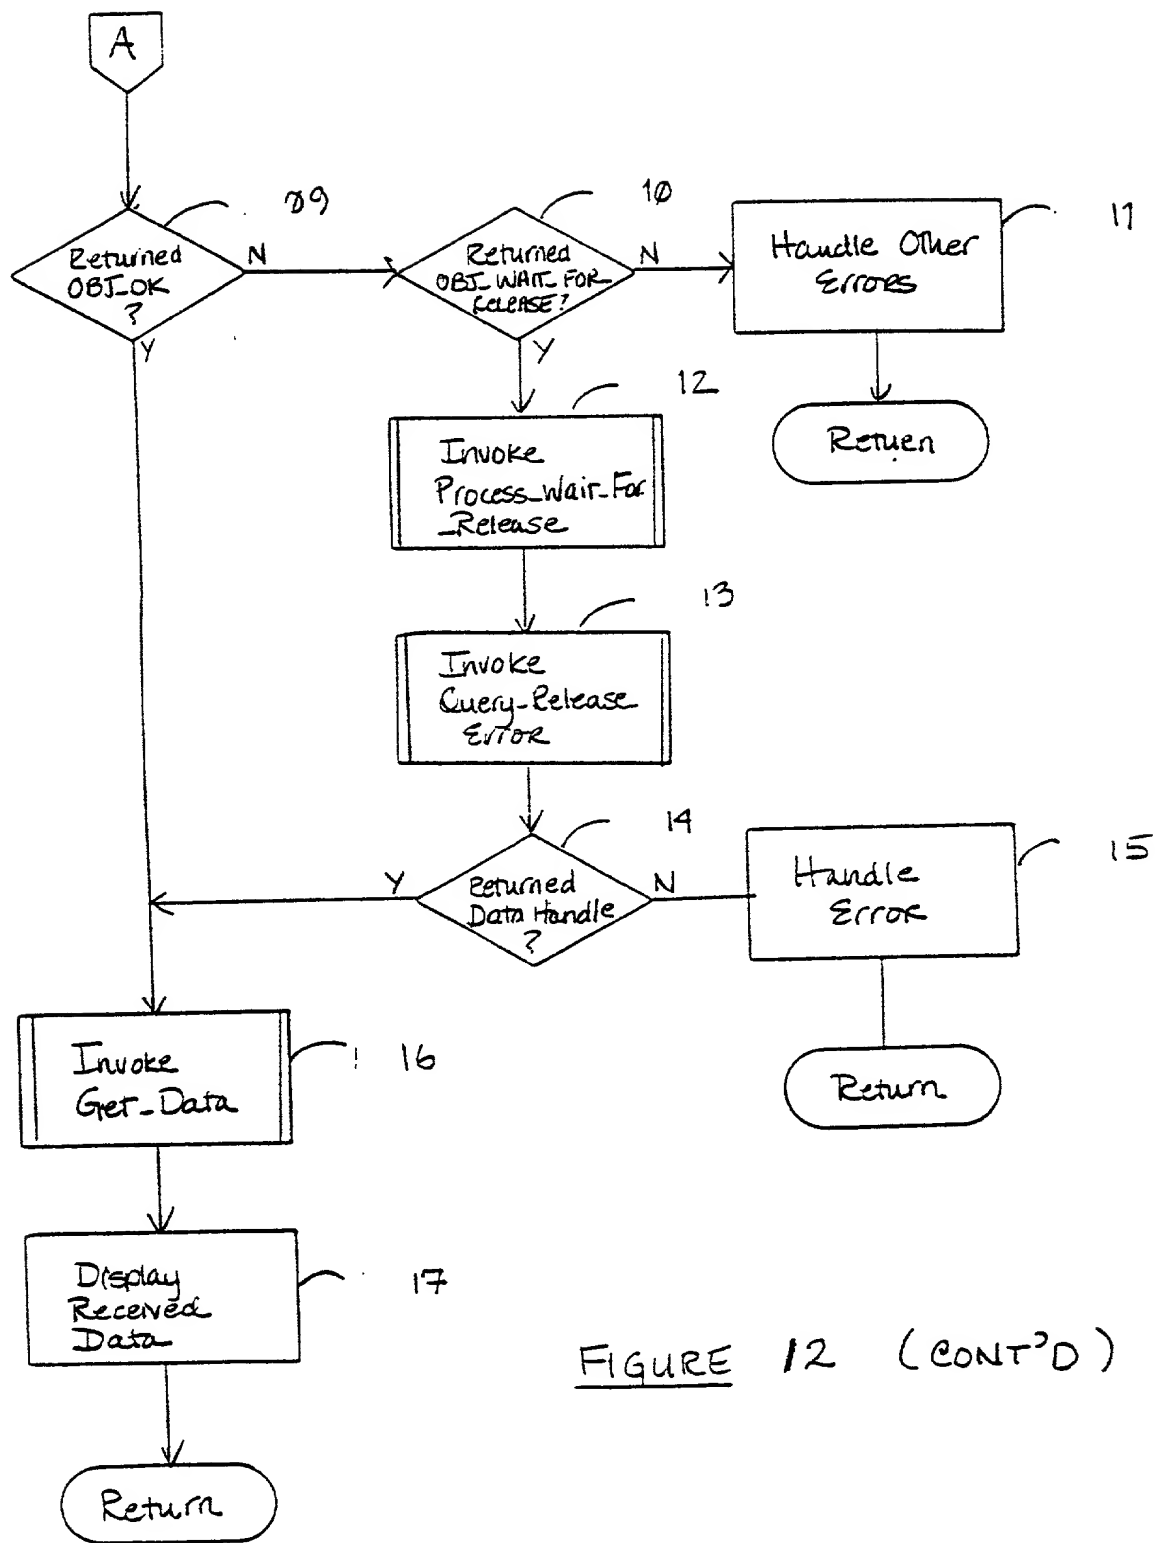 A
09
Returned
OBJ_OK
?
N
Y
10
Returned
OBJ_WAIT_FOR_
RELEASE?
N
Y
11
Handle Other
Errors
Return
12
Invoke
Process_Wait_For
_Release
13
Invoke
Query_Release
Error
14
Returned
Data Handle
?
Y
N
15
Handle
Error
Return
16
Invoke
Get_Data
17
Display
Received
Data
Return
FIGURE 12 (CONT'D)